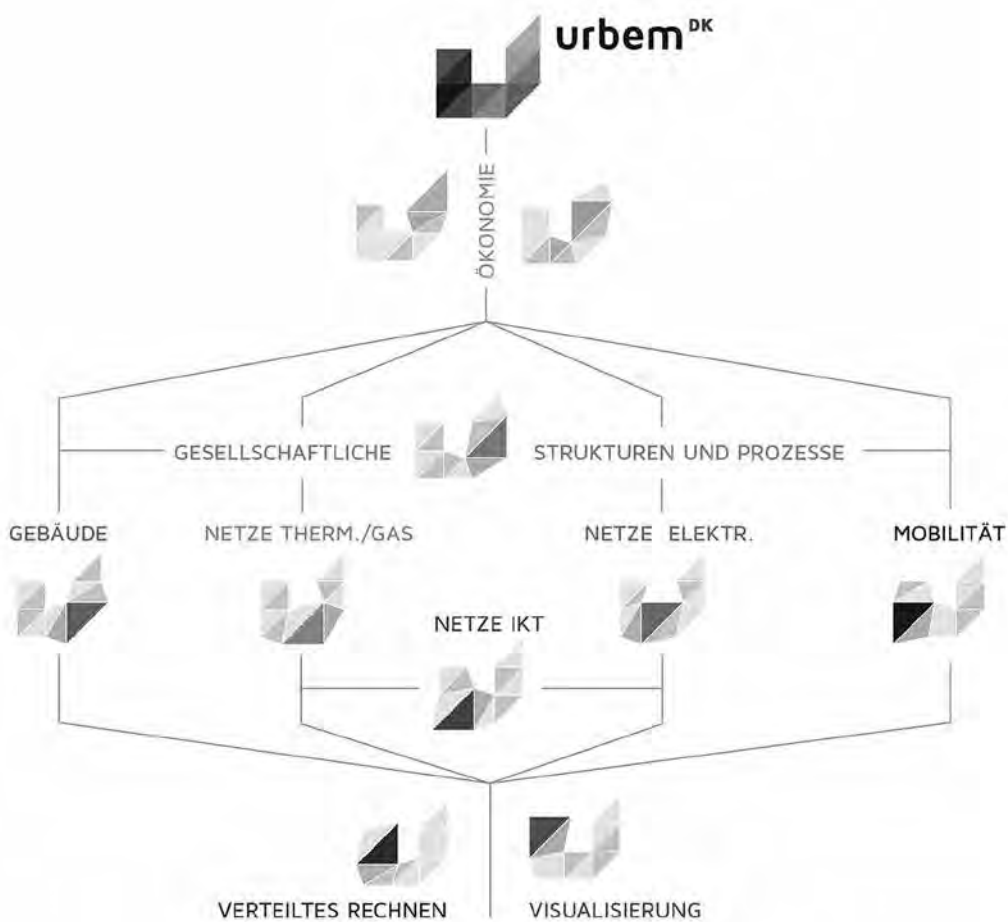 urbem DK
ÖKONOMIE
GESELLSCHAFTLICHE STRUKTUREN UND PROZESSE
GEBÄUDE NETZE THERM./GAS NETZE ELEKTR. MOBILITÄT
NETZE IKT
VERTEILTES RECHNEN VISUALISIERUNG